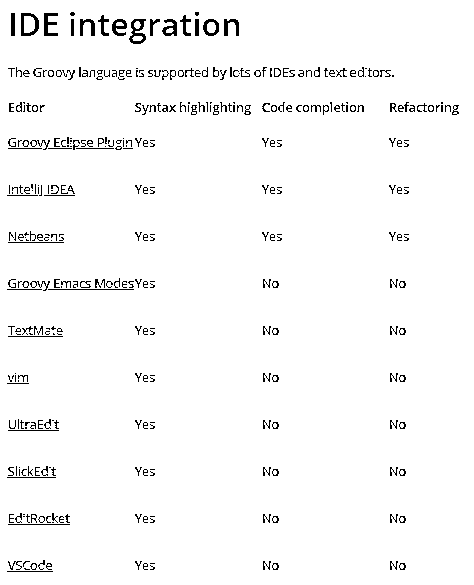 IDE integration
The Groovy language is supported by lots of IDEs and text editors.
Editor Syntax highlighting Code completion Refactoring
Groovy Eclipse Plugin Yes Yes Yes
IntelliJ IDEA Yes Yes Yes
Netbeans Yes Yes Yes
Groovy Emacs Modes Yes No No
TextMate Yes No No
vim Yes No No
UltraEdit Yes No No
SlickEdit Yes No No
EditRocket Yes No No
VSCode Yes No No